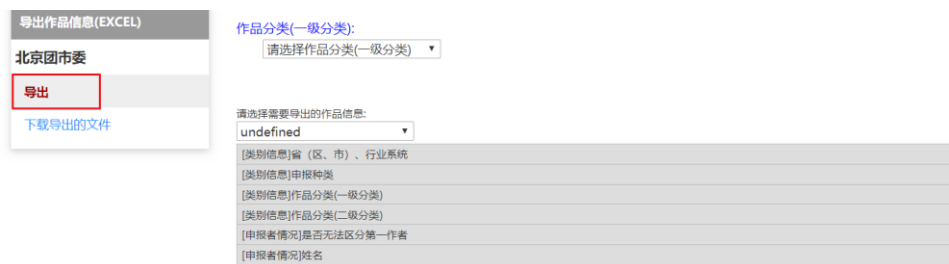 导出作品信息(EXCEL)
北京团市委
导出
下载导出的文件
作品分类(一级分类):
请选择作品分类(一级分类)
请选择需要导出的作品信息:
undefined
[类别信息]省（区、市）、行业系统
[类别信息]申报种类
[类别信息]作品分类(一级分类)
[类别信息]作品分类(二级分类)
[申报者情况]是否无法区分第一作者
[申报者情况]姓名